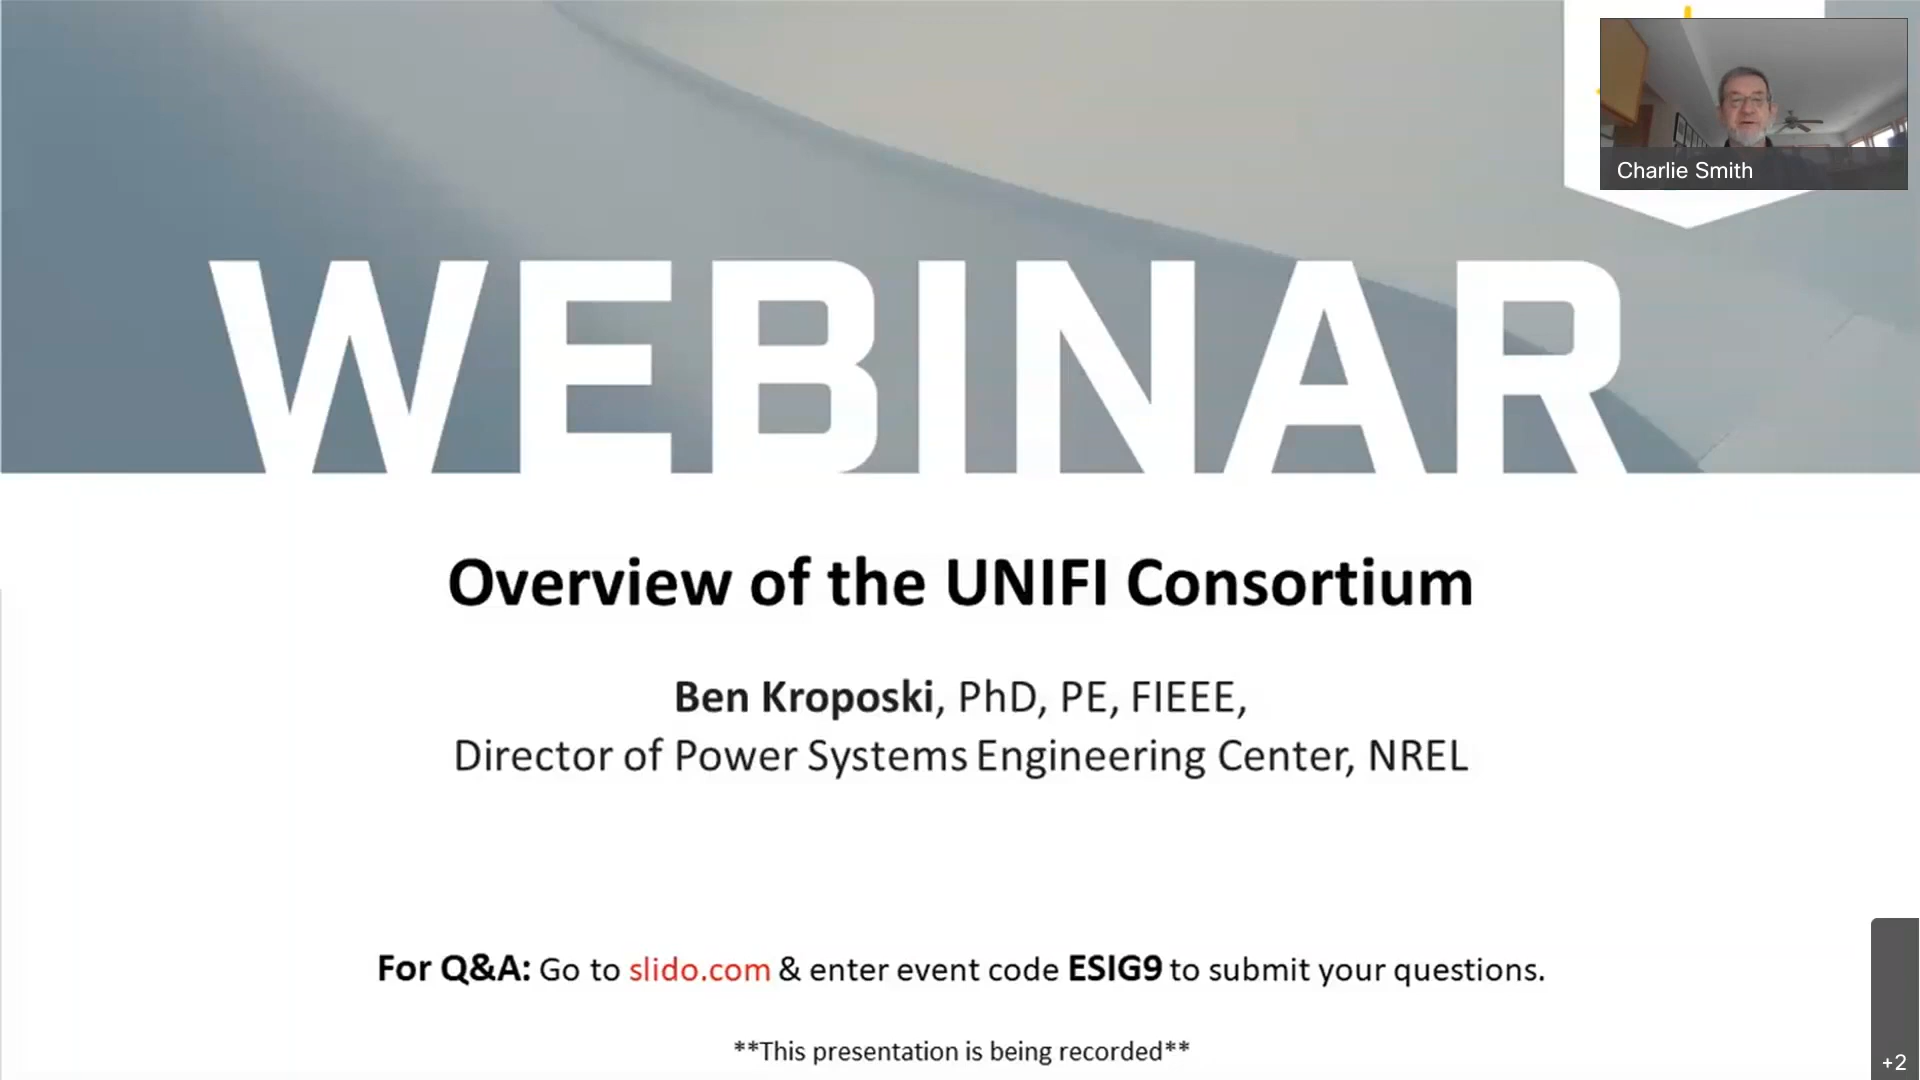 Charlie Smith
WEBINAR
Overview of the UNIFI Consortium
Ben Kroposki, PhD, PE, FIEEE,
Director of Power Systems Engineering Center, NREL
For Q&A: Go to slido.com & enter event code ESIG9 to submit your questions.
**This presentation is being recorded**
+2